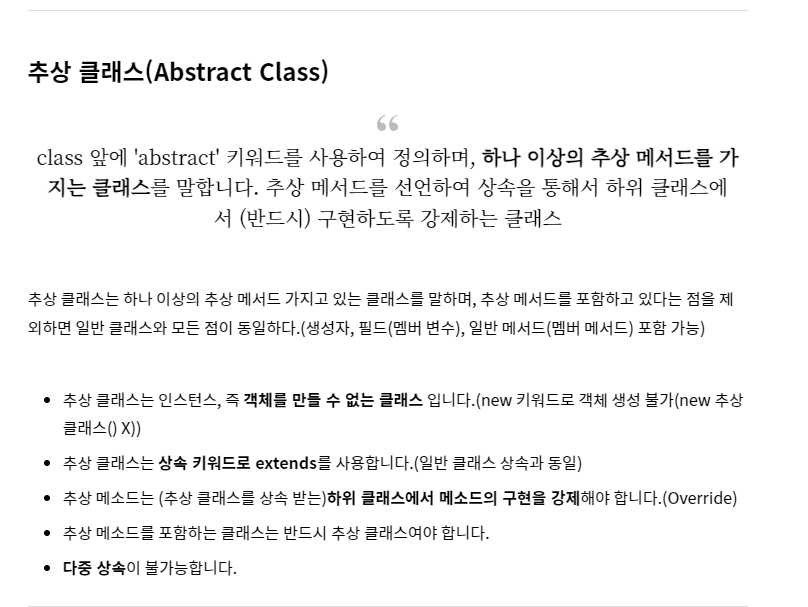 추상 클래스(Abstract Class)
“
class 앞에 'abstract' 키워드를 사용하여 정의하며, 하나 이상의 추상 메서드를 가
지는 클래스를 말합니다. 추상 메서드를 선언하여 상속을 통해서 하위 클래스에
서 (반드시) 구현하도록 강제하는 클래스
추상 클래스는 하나 이상의 추상 메서드 가지고 있는 클래스를 말하며, 추상 메서드를 포함하고 있다는 점을 제
외하면 일반 클래스와 모든 점이 동일하다.(생성자, 필드(멤버 변수), 일반 메서드(멤버 메서드) 포함 가능)
• 추상 클래스는 인스턴스, 즉 객체를 만들 수 없는 클래스 입니다.(new 키워드로 객체 생성 불가(new 추상
클래스() X))
• 추상 클래스는 상속 키워드로 extends를 사용합니다.(일반 클래스 상속과 동일)
• 추상 메소드는 (추상 클래스를 상속 받는)하위 클래스에서 메소드의 구현을 강제해야 합니다.(Override)
• 추상 메소드를 포함하는 클래스는 반드시 추상 클래스여야 합니다.
• 다중 상속이 불가능합니다.